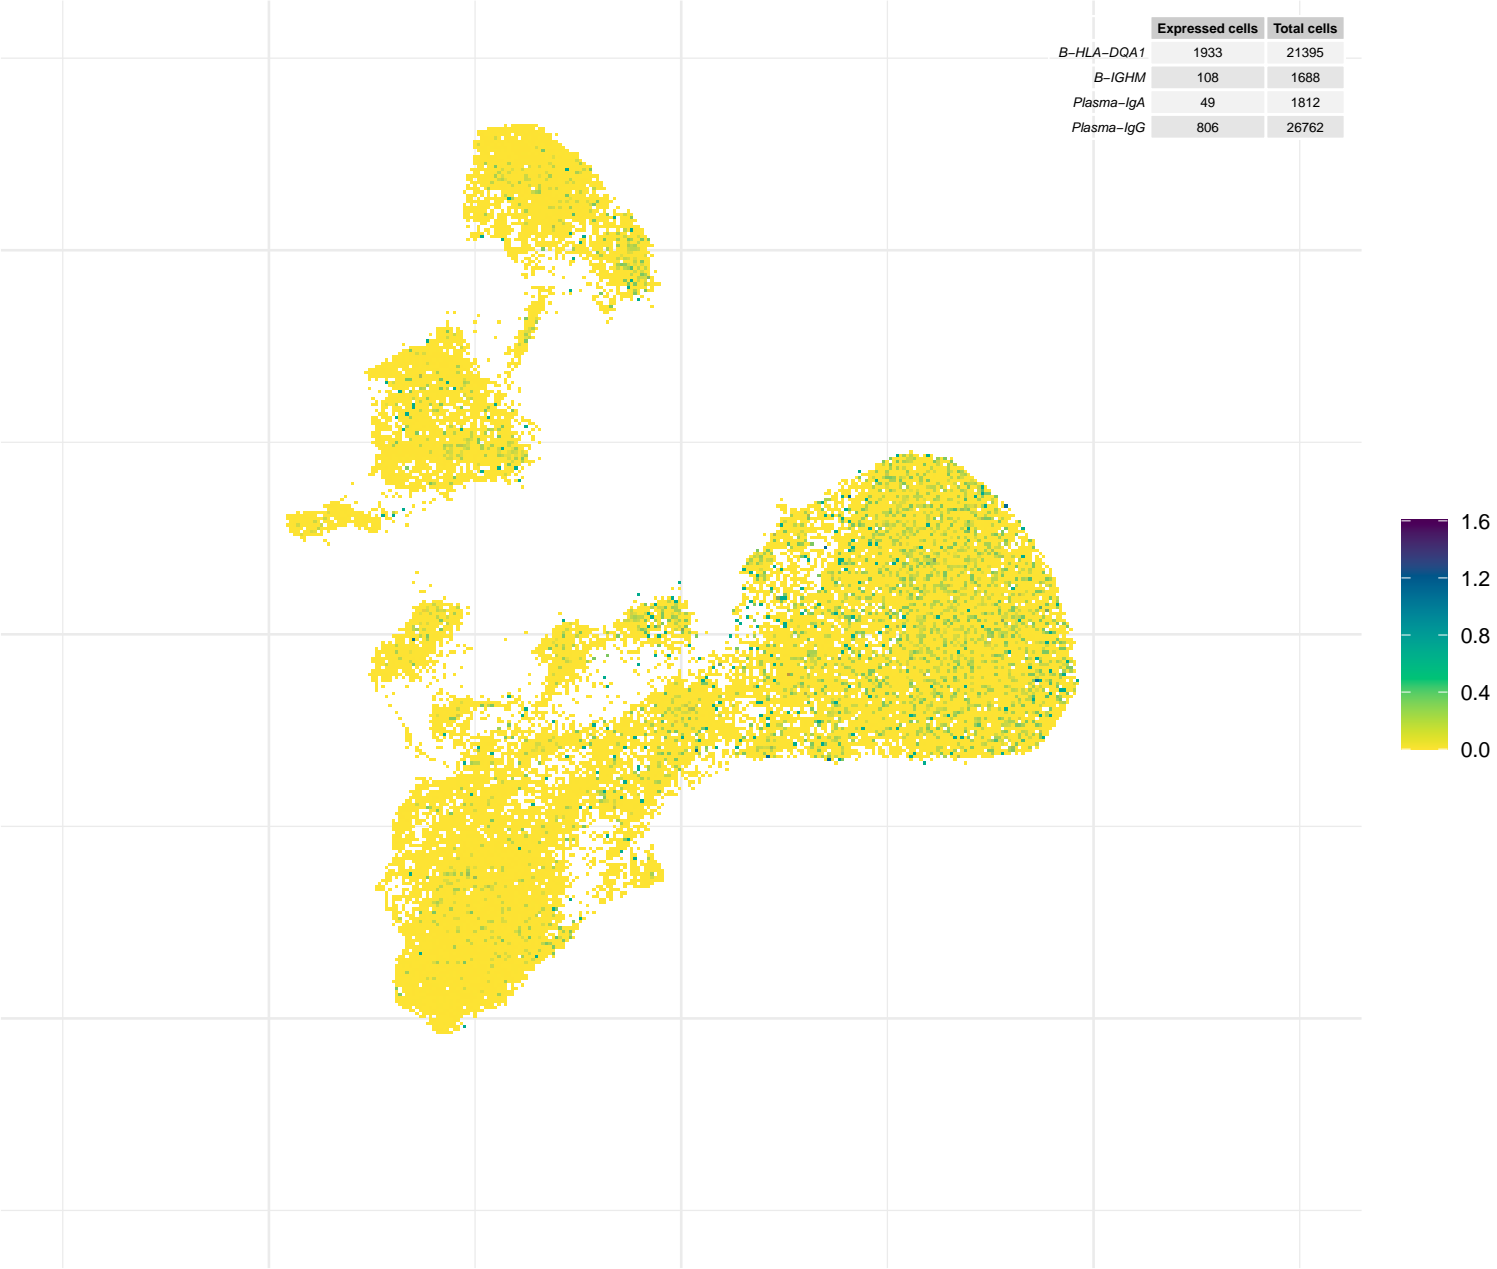 Expressed cells Total cells
B−HLA−DQA1 1933 21395
B−IGHM 108 1688
Plasma−IgA 49 1812
Plasma−IgG 806 26762
1.6
1.2
0.8
0.4
0.0